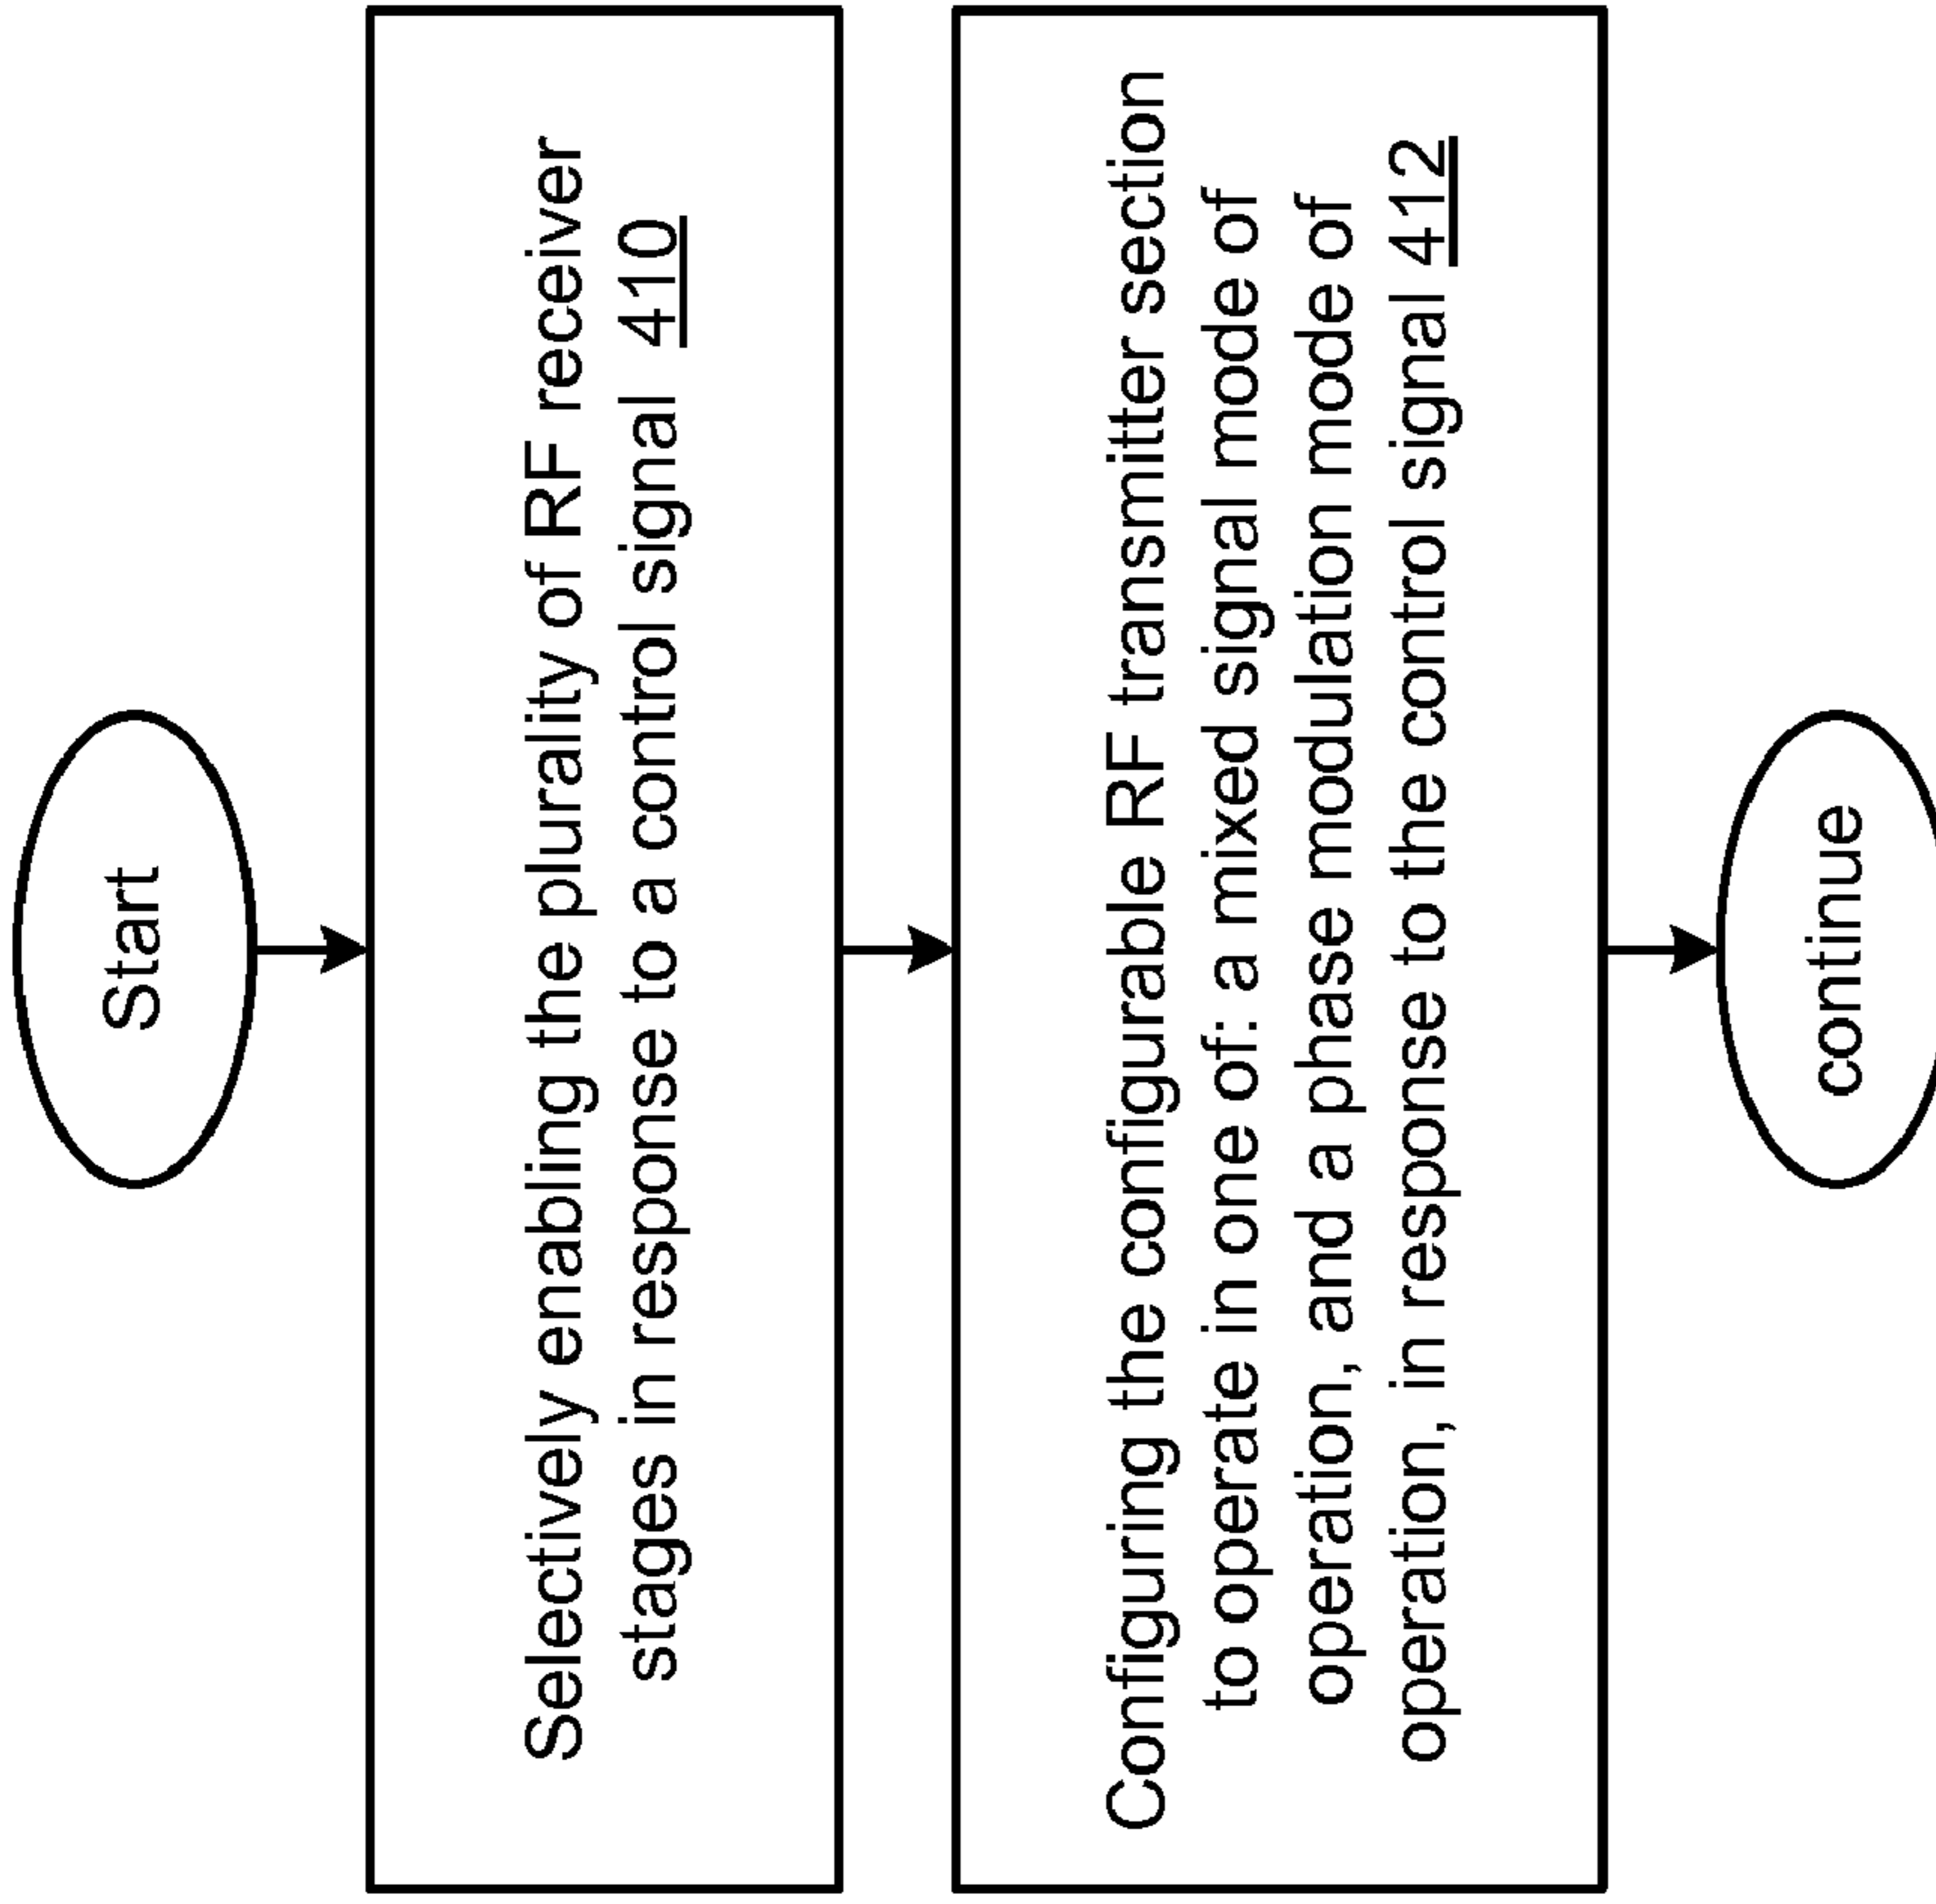 Start
Selectively enabling the plurality of RF receiver
stages in response to a control signal 410
Configuring the configurable RF transmitter section
to operate in one of: a mixed signal mode of
operation, and a phase modulation mode of
operation, in response to the control signal 412
continue